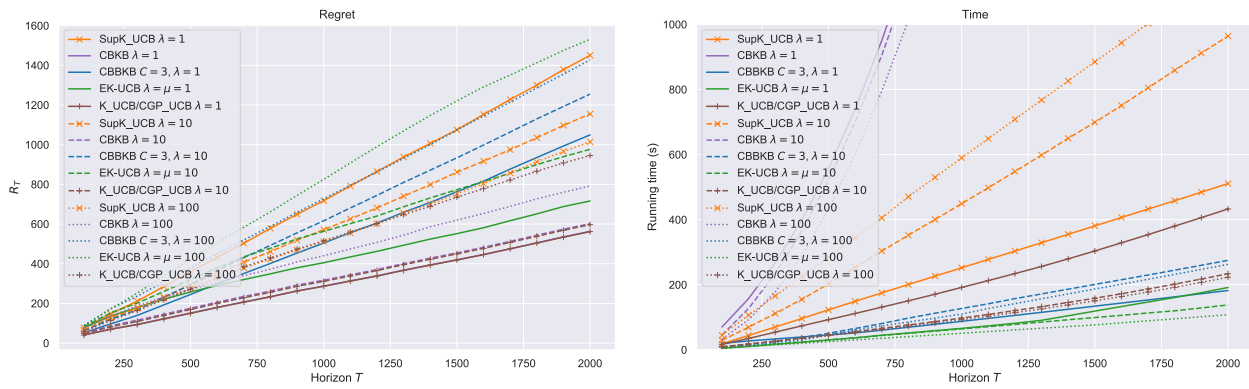 Regret
1600
1400
1200
1000
800
600
400
200
0
R_T
SupK_UCB λ = 1
CBKB λ = 1
CBBKB C = 3, λ = 1
EK-UCB λ = μ = 1
K_UCB/CGP_UCB λ = 1
SupK_UCB λ = 10
CBKB λ = 10
CBBKB C = 3, λ = 10
EK-UCB λ = μ = 10
K_UCB/CGP_UCB λ = 10
SupK_UCB λ = 100
CBKB λ = 100
CBBKB C = 3, λ = 100
EK-UCB λ = μ = 100
K_UCB/CGP_UCB λ = 100
250 500 750 1000 1250 1500 1750 2000
Horizon T
Time
1000
800
600
400
200
0
Running time (s)
SupK_UCB λ = 1
CBKB λ = 1
CBBKB C = 3, λ = 1
EK-UCB λ = μ = 1
K_UCB/CGP_UCB λ = 1
SupK_UCB λ = 10
CBKB λ = 10
CBBKB C = 3, λ = 10
EK-UCB λ = μ = 10
K_UCB/CGP_UCB λ = 10
SupK_UCB λ = 100
CBKB λ = 100
CBBKB C = 3, λ = 100
EK-UCB λ = μ = 100
K_UCB/CGP_UCB λ = 100
250 500 750 1000 1250 1500 1750 2000
Horizon T